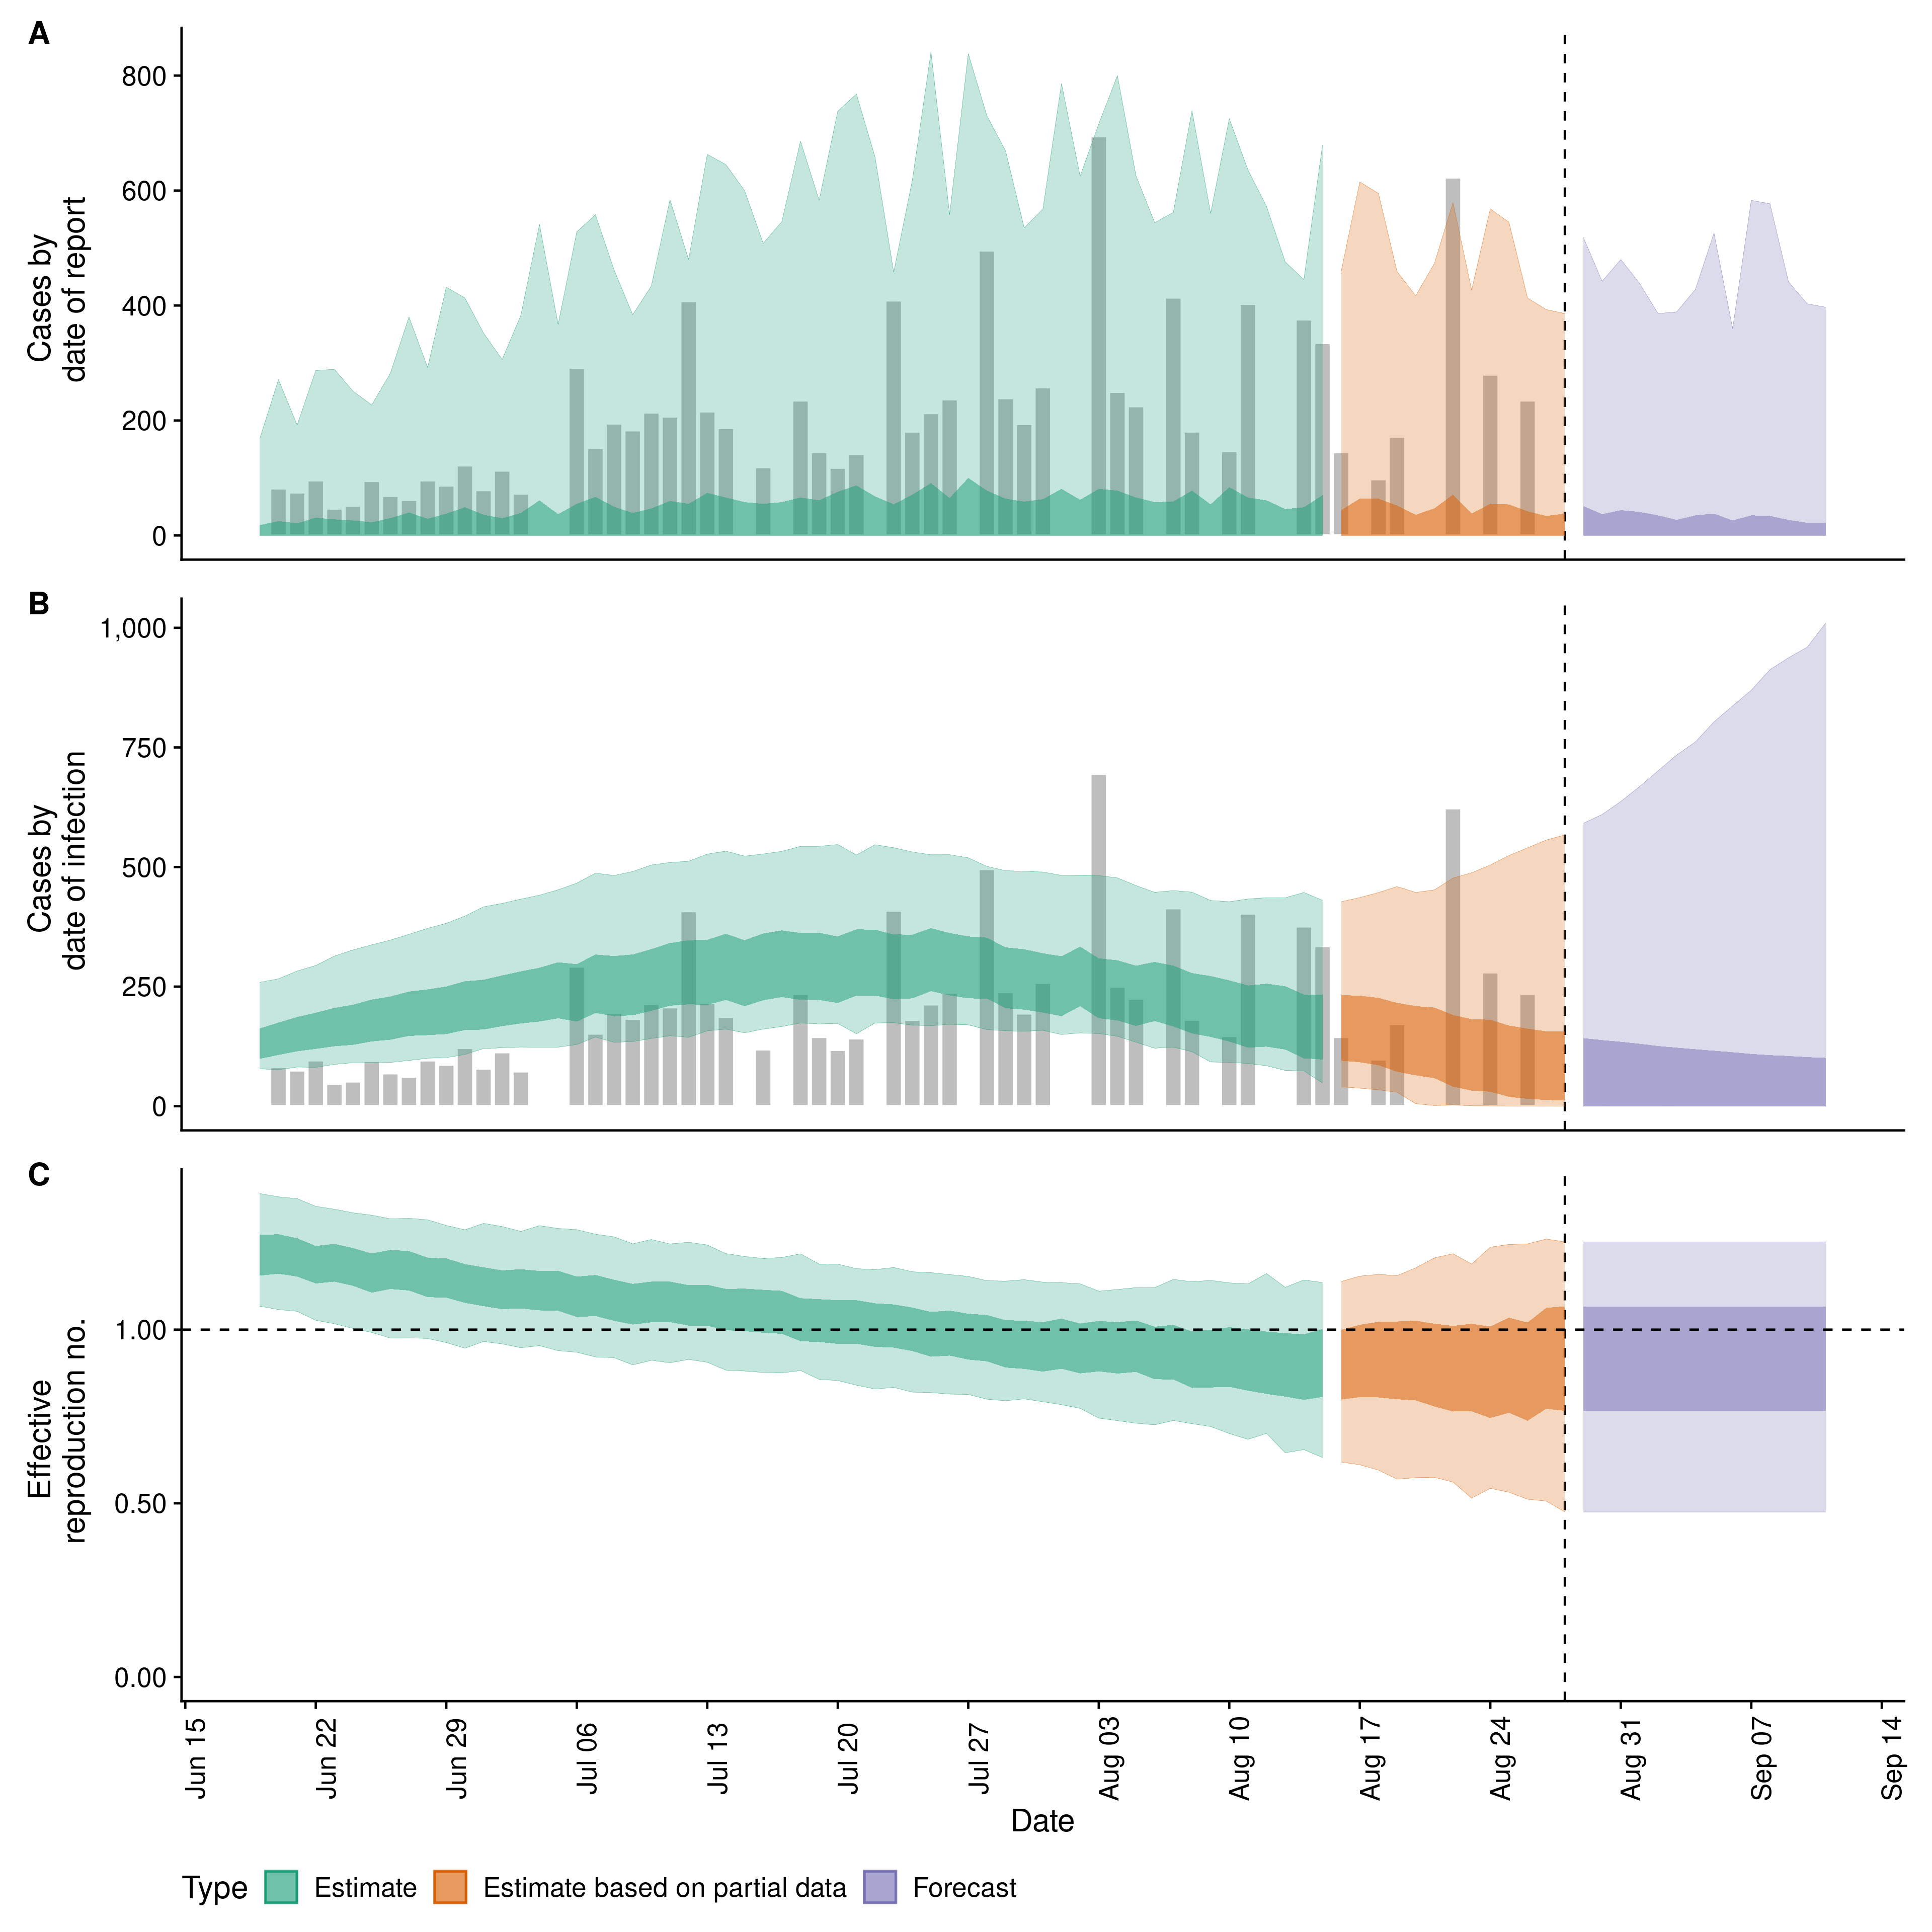 A
Cases by
date of report
800
600
400
200
0
B
Cases by
date of infection
1,000
750
500
250
0
C
Effective
reproduction no.
1.00
0.50
0.00
Jun 15
Jun 22
Jun 29
Jul 06
Jul 13
Jul 20
Jul 27
Aug 03
Aug 10
Aug 17
Aug 24
Aug 31
Sep 07
Sep 14
Date
Type Estimate Estimate based on partial data Forecast